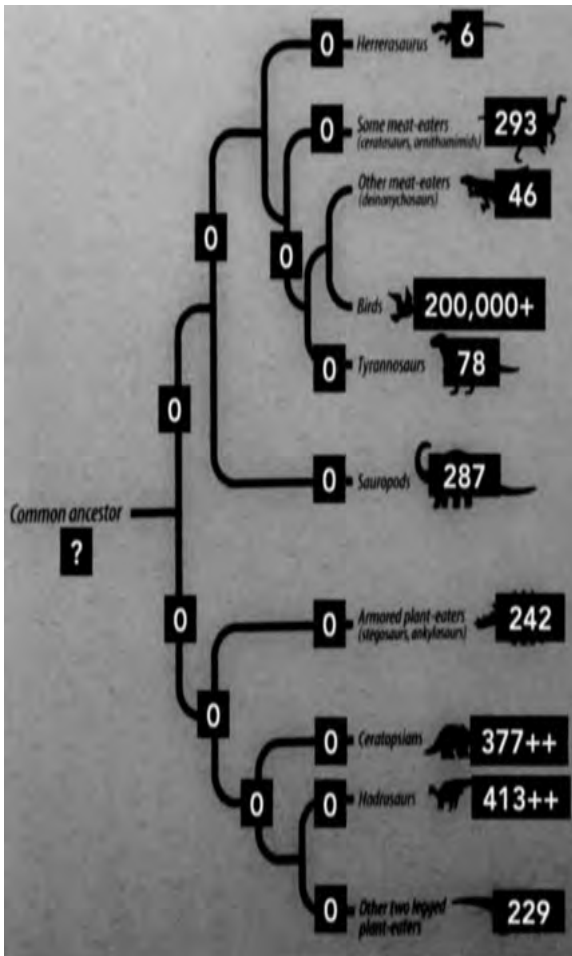 0 Herrerasaurus 6
0 Some meat-eaters 293
(ceratosaurs, ornithomimids)
Other meat-eaters 46
(deinonychosaurs)
0
0
Birds 200,000+
0 Tyrannosaurs 78
0
0 Sauropods 287
Common ancestor
?
0
0 Armored plant-eaters 242
(stegosaurs, ankylosaurs)
0
0 Ceratopsians 377++
0 Hadrosaurs 413++
0
0 Other two legged 229
plant-eaters